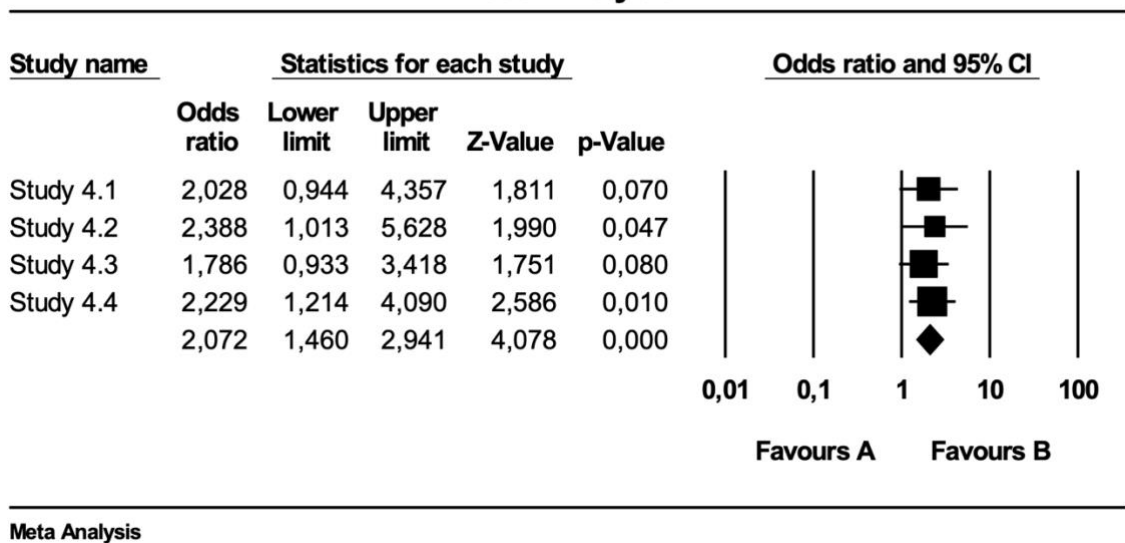 Study name Statistics for each study Odds ratio and 95% CI
Odds Lower Upper
ratio limit limit Z-Value p-Value
Study 4.1 2,028 0,944 4,357 1,811 0,070
Study 4.2 2,388 1,013 5,628 1,990 0,047
Study 4.3 1,786 0,933 3,418 1,751 0,080
Study 4.4 2,229 1,214 4,090 2,586 0,010
2,072 1,460 2,941 4,078 0,000
0,01 0,1 1 10 100
Favours A Favours B
Meta Analysis